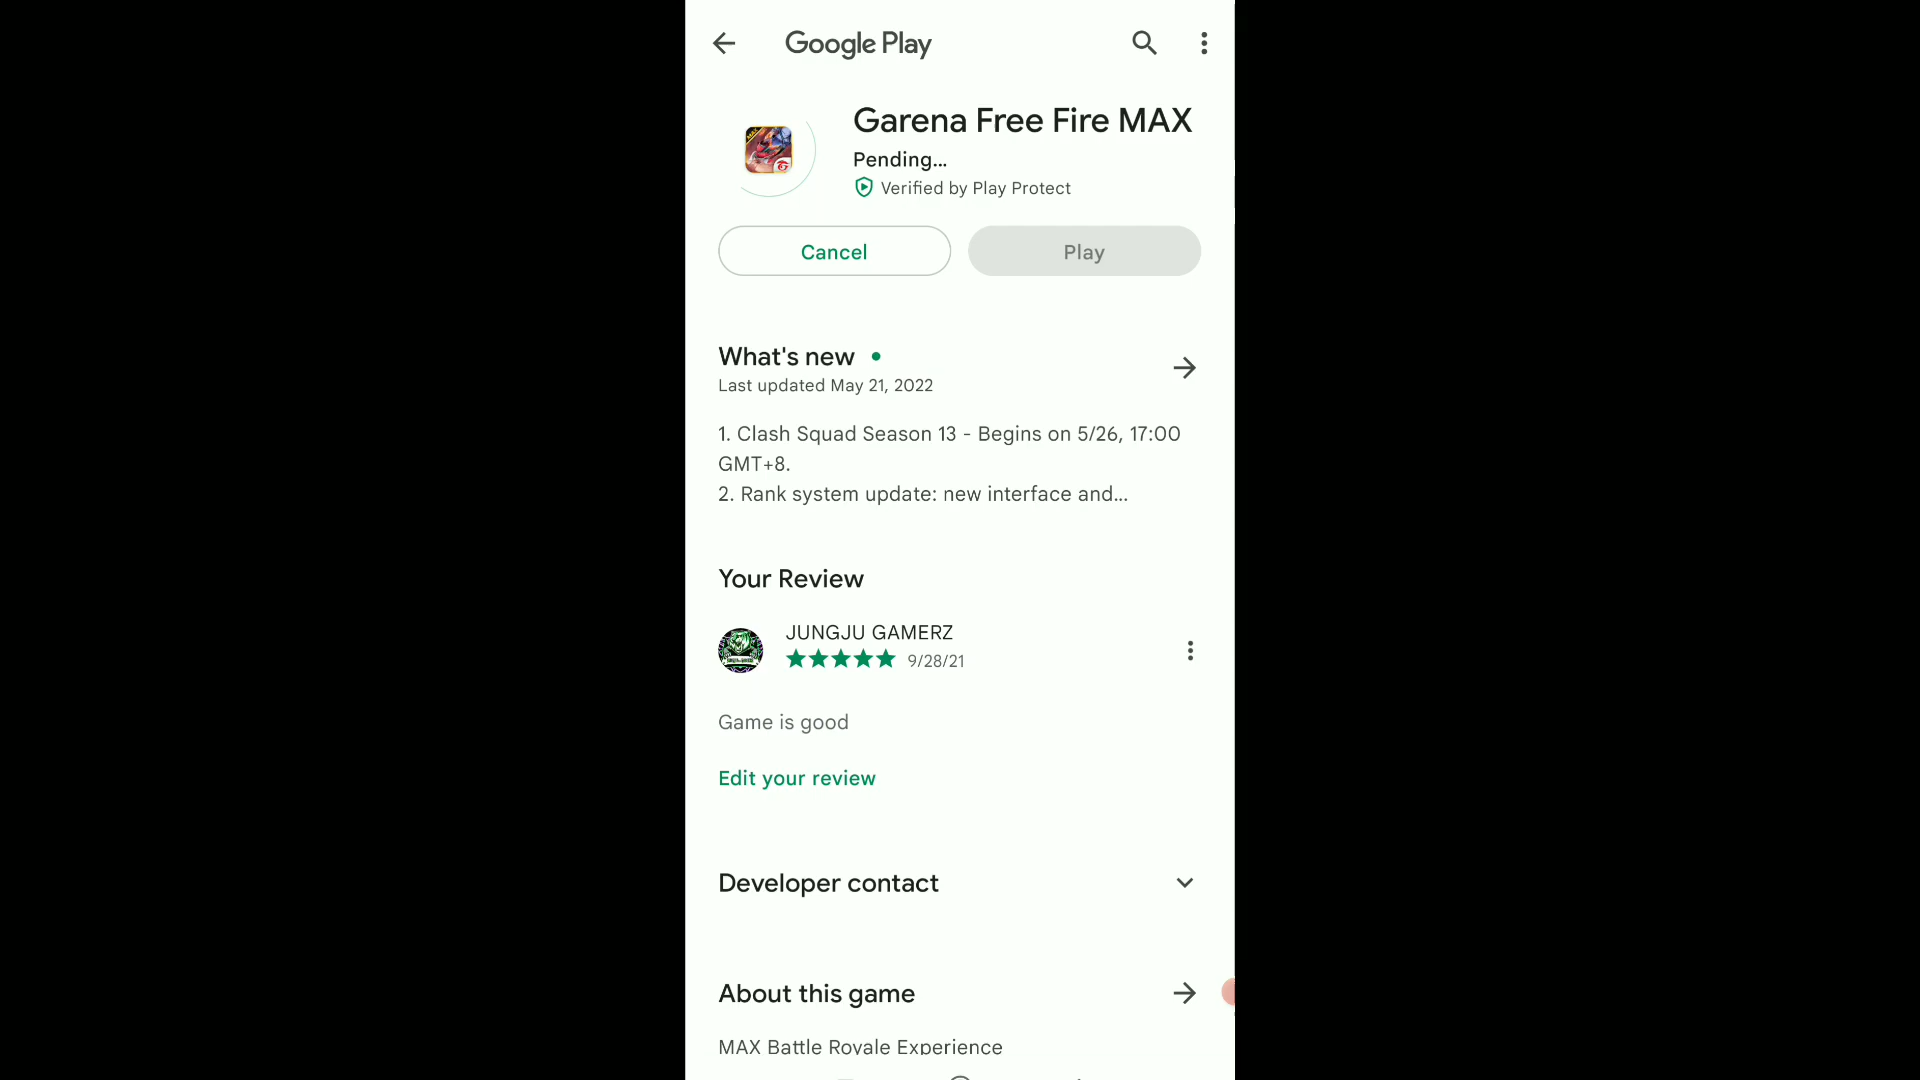 Google Play
Garena Free Fire MAX
Pending...
Verified by Play Protect
Cancel
Play
What's new
Last updated May 21, 2022
1. Clash Squad Season 13 - Begins on 5/26, 17:00
GMT+8.
2. Rank system update: new interface and...
Your Review
JUNGJU GAMERZ
9/28/21
Game is good
Edit your review
Developer contact
About this game
MAX Battle Royale Experience